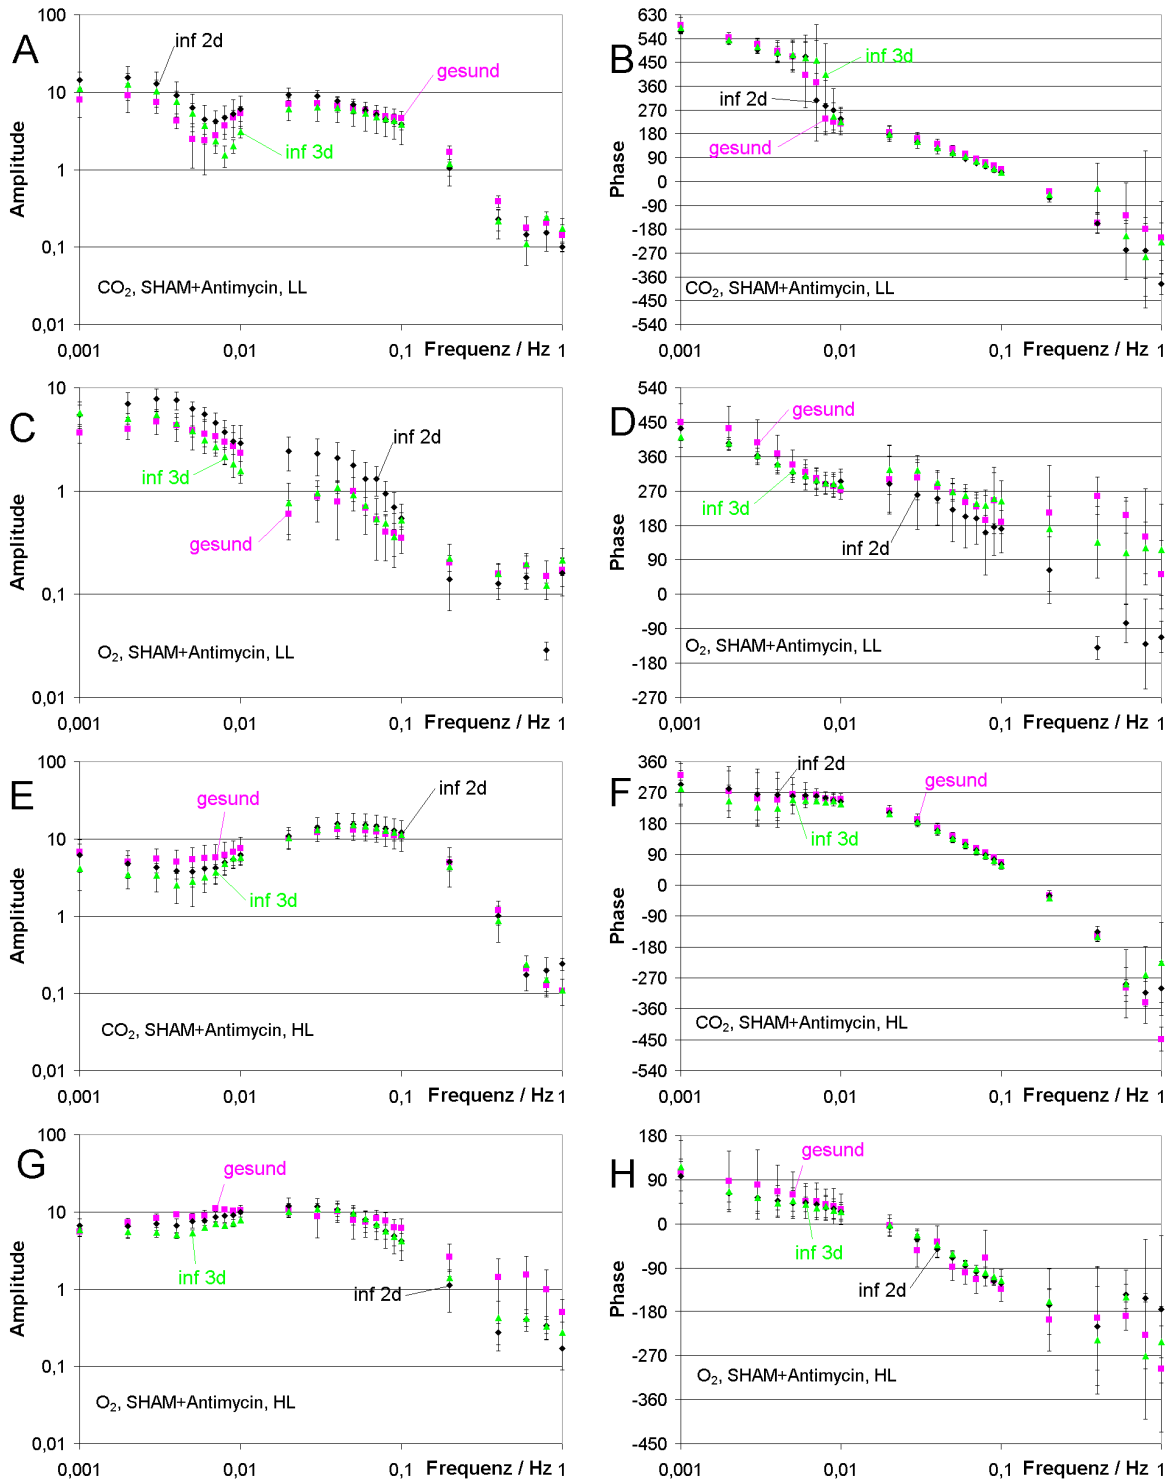 A
100
10
1
0,1
0,01
Amplitude
inf 2d
gesund
inf 3d
CO₂, SHAM+Antimycin, LL
0,001
0,01
0,1
Frequenz / Hz
1
B
630
540
450
360
270
180
90
0
-90
-180
-270
-360
-450
-540
Phase
inf 3d
inf 2d
gesund
CO₂, SHAM+Antimycin, LL
0,001
0,01
0,1
Frequenz / Hz
1
C
10
1
0,1
0,01
Amplitude
inf 2d
inf 3d
gesund
O₂, SHAM+Antimycin, LL
0,001
0,01
0,1
Frequenz / Hz
1
D
540
450
360
270
180
90
0
-90
-180
-270
Phase
gesund
inf 3d
inf 2d
O₂, SHAM+Antimycin, LL
0,001
0,01
0,1
Frequenz / Hz
1
E
100
10
1
0,1
0,01
Amplitude
inf 2d
gesund
inf 3d
CO₂, SHAM+Antimycin, HL
0,001
0,01
0,1
Frequenz / Hz
1
F
360
270
180
90
0
-90
-180
-270
-360
-450
-540
Phase
inf 2d
gesund
inf 3d
CO₂, SHAM+Antimycin, HL
0,001
0,01
0,1
Frequenz / Hz
1
G
100
10
1
0,1
0,01
Amplitude
gesund
inf 3d
inf 2d
O₂, SHAM+Antimycin, HL
0,001
0,01
0,1
Frequenz / Hz
1
H
180
90
0
-90
-180
-270
-360
-450
Phase
gesund
inf 3d
inf 2d
O₂, SHAM+Antimycin, HL
0,001
0,01
0,1
Frequenz / Hz
1